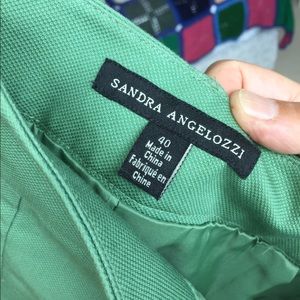 SANDRA ANGELOZZI
40
Made in
China
Fabriqué en
Chine